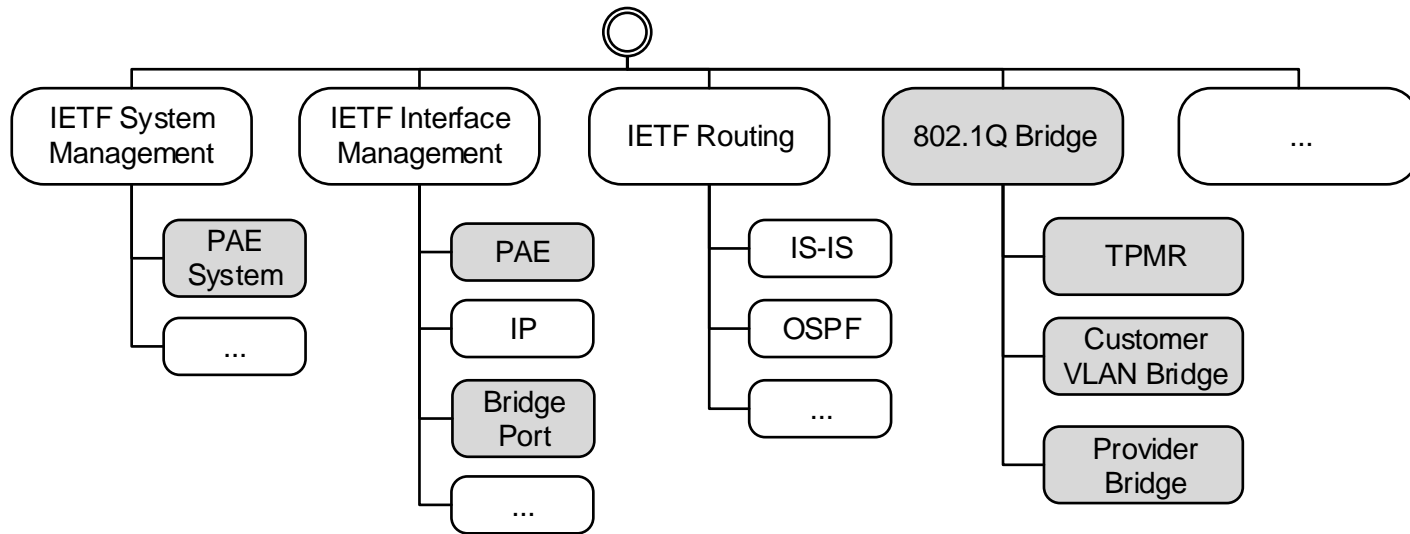 IETF System
Management
IETF Interface
Management
IETF Routing
802.1Q Bridge
...
PAE
System
...
PAE
IP
Bridge
Port
...
IS-IS
OSPF
...
TPMR
Customer
VLAN Bridge
Provider
Bridge